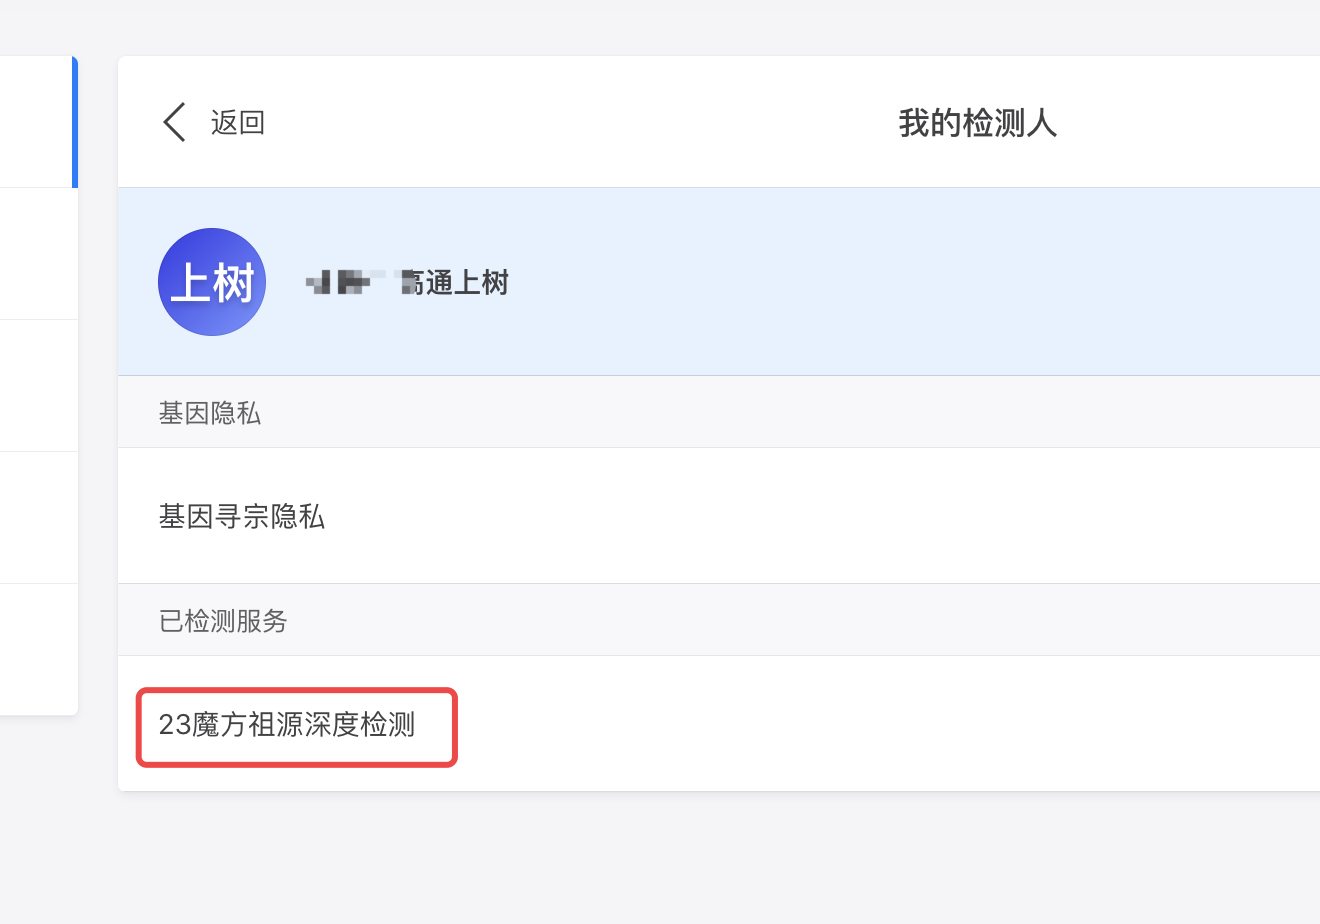 返回
我的检测人
上树
高通上树
基因隐私
基因寻宗隐私
已检测服务
23魔方祖源深度检测